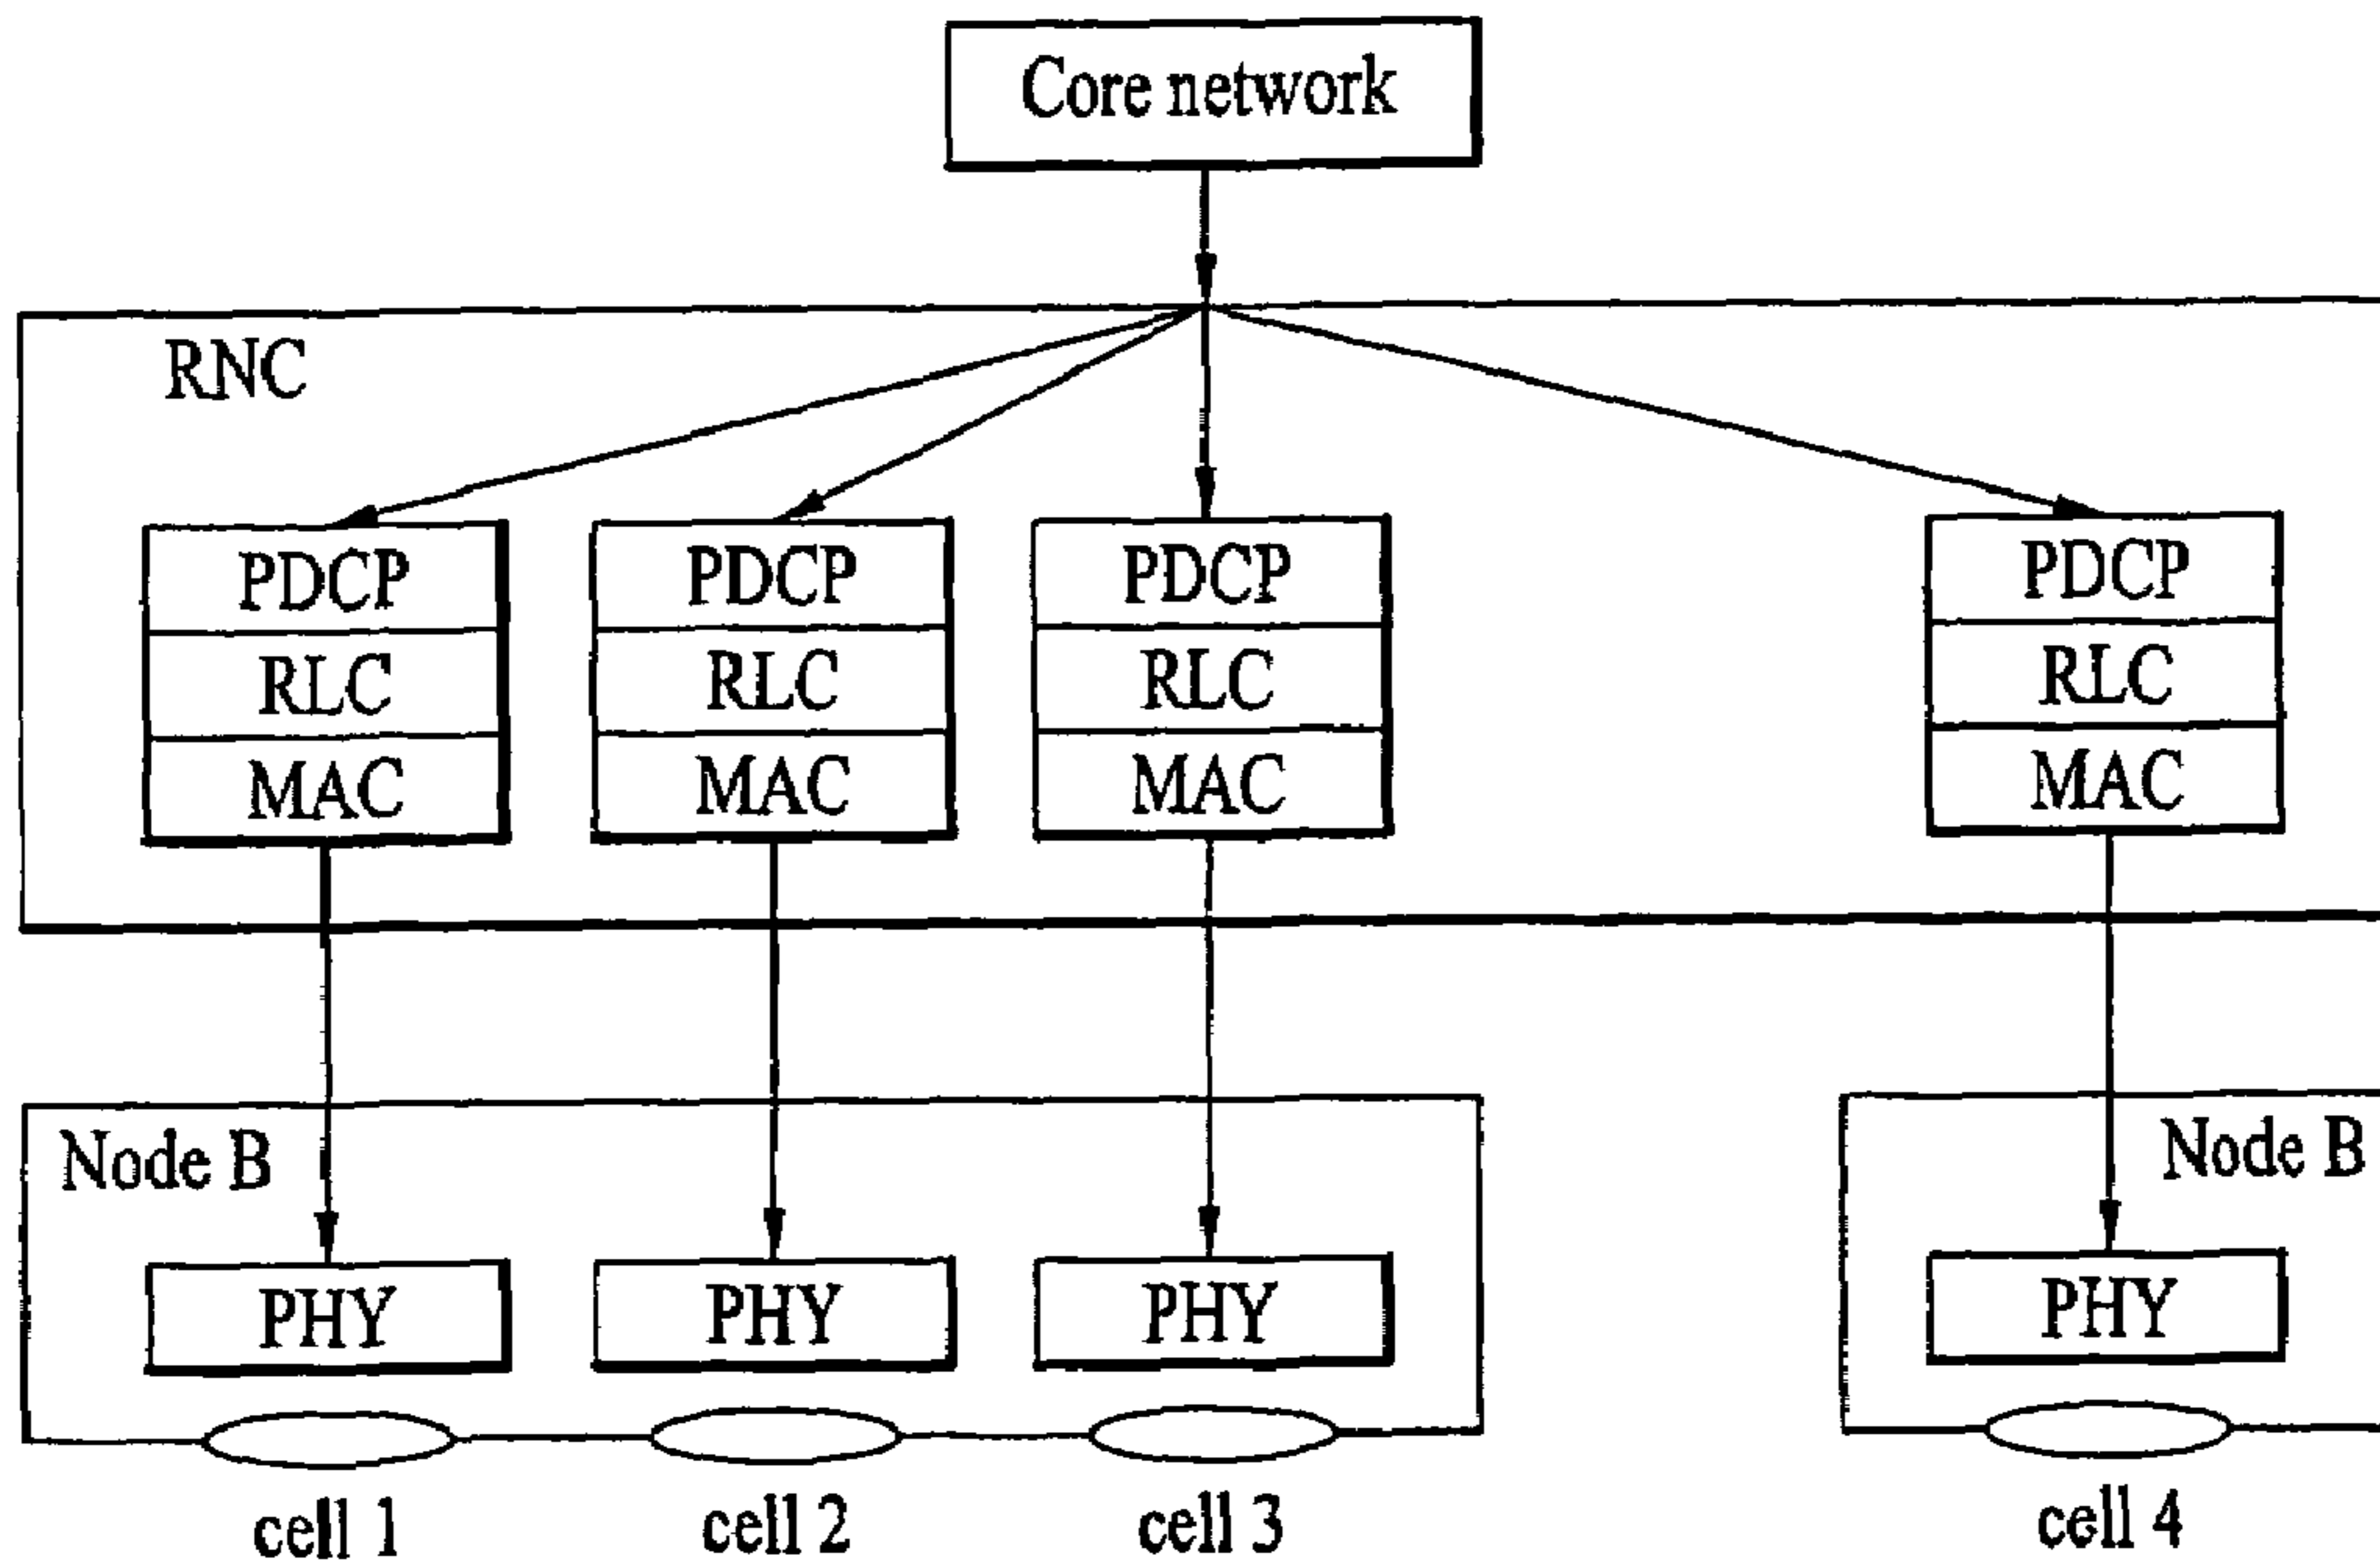 Core network
RNC
PDCP PDCP PDCP PDCP
RLC RLC RLC RLC
MAC MAC MAC MAC
Node B Node B
PHY PHY PHY PHY
cell 1 cell 2 cell 3 cell 4